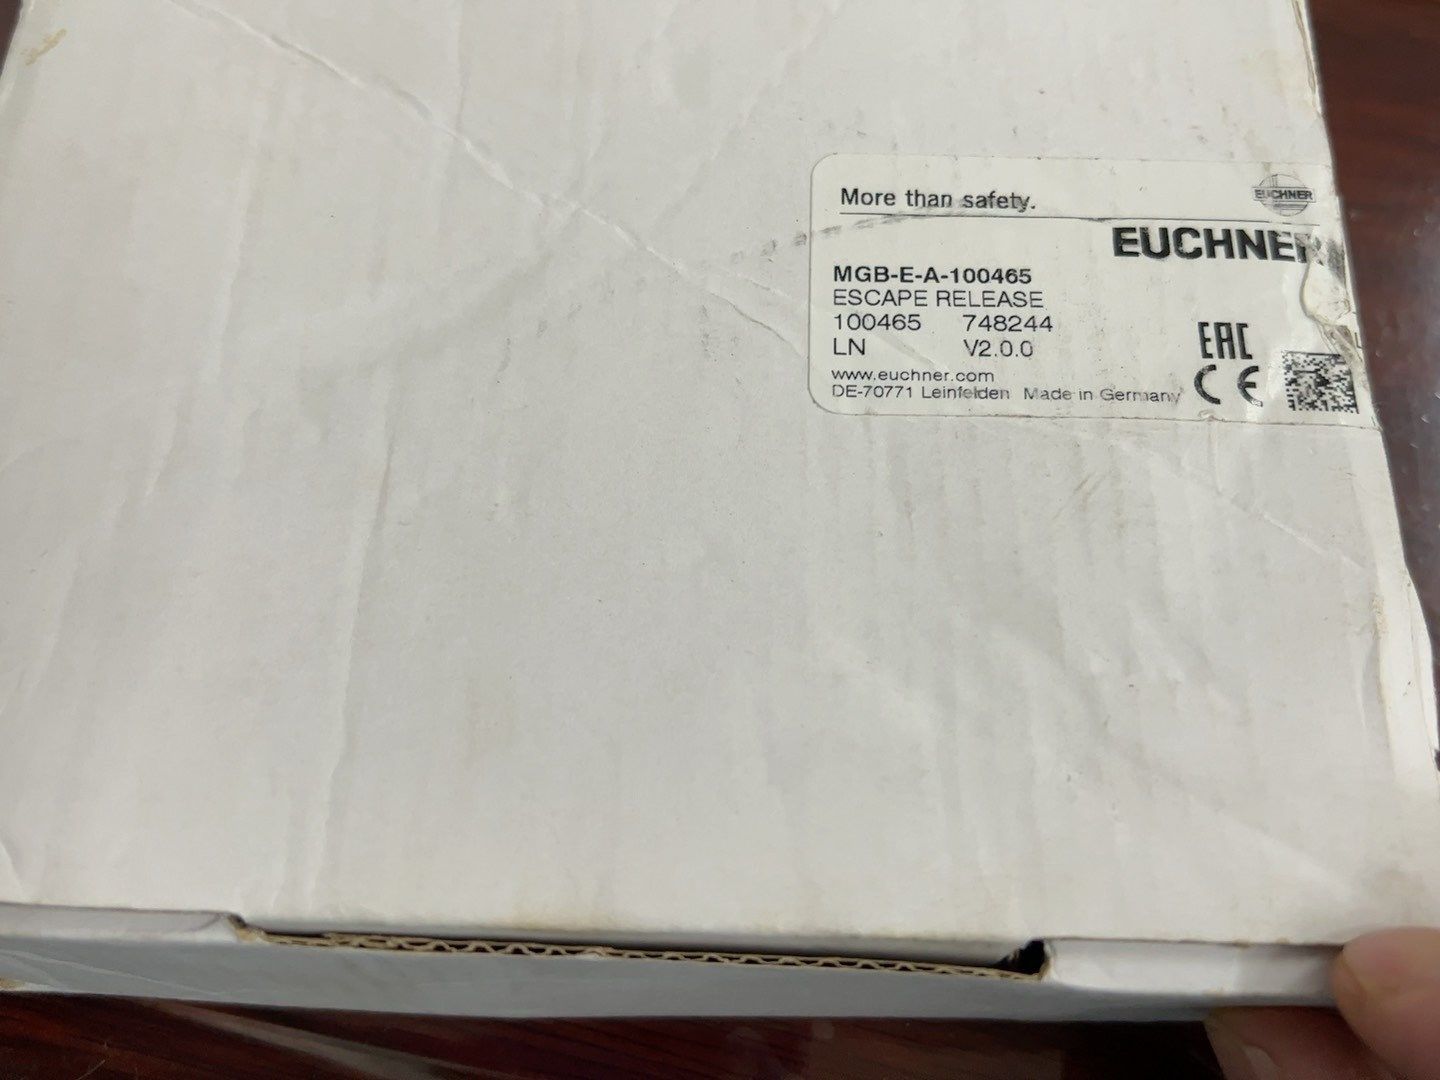 More than safety.
EUCHNER
EUCHNER
MGB-E-A-100465
ESCAPE RELEASE
100465 748244
LN V2.0.0
EAC
www.euchner.com
DE-70771 Leinfelden Made in Germany
CE